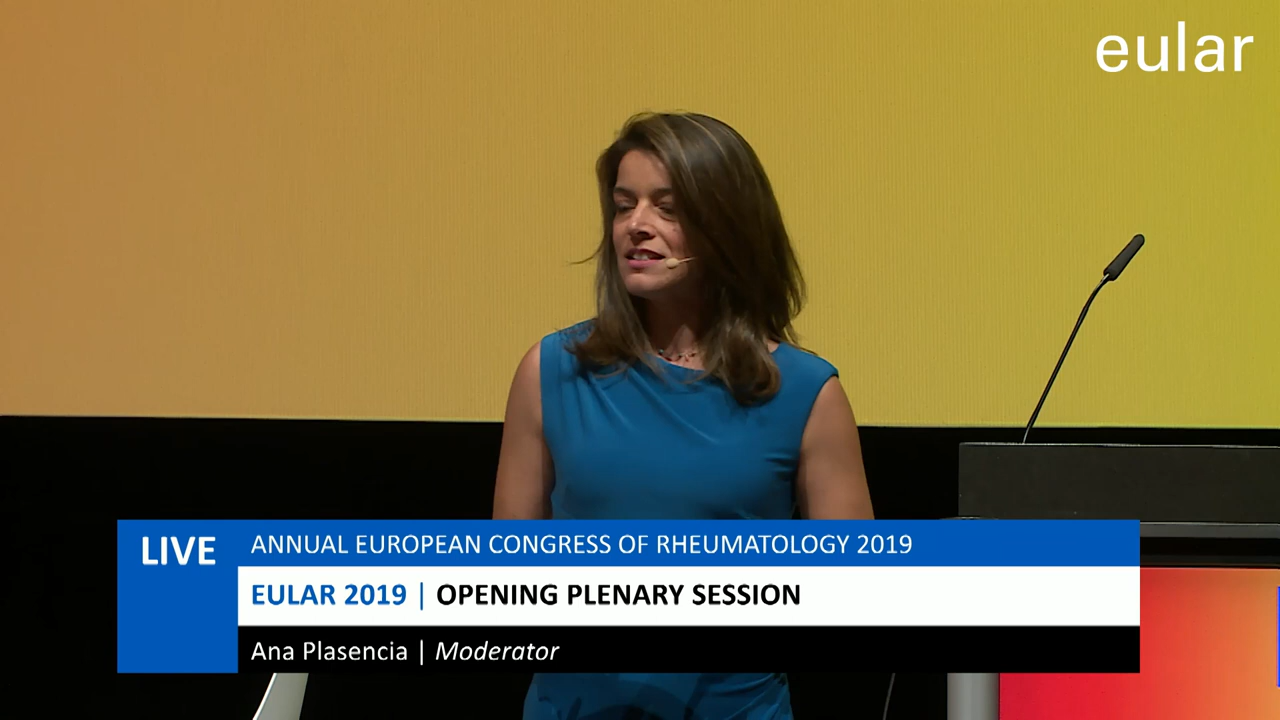 eular
LIVE
ANNUAL EUROPEAN CONGRESS OF RHEUMATOLOGY 2019
EULAR 2019 | OPENING PLENARY SESSION
Ana Plasencia | Moderator